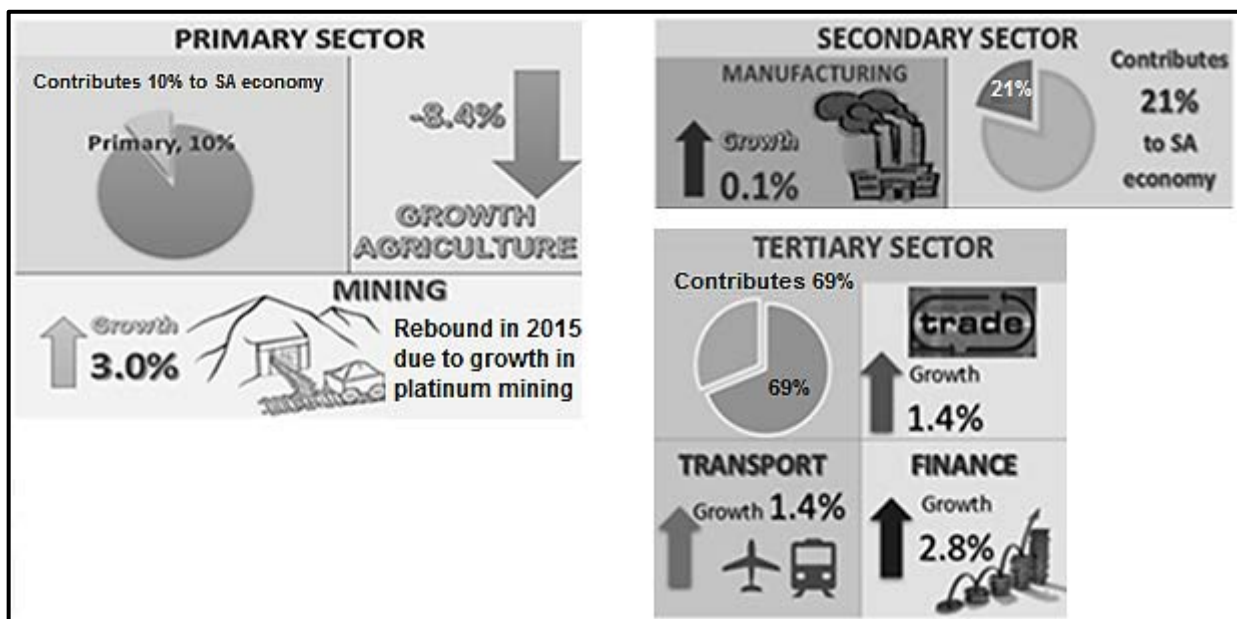 PRIMARY SECTOR
Contributes 10% to SA economy
Primary, 10%
-8.4%
GROWTH
AGRICULTURE
MINING
Growth
3.0%
Rebound in 2015
due to growth in
platinum mining
SECONDARY SECTOR
MANUFACTURING
Growth
0.1%
21%
Contributes
21%
to SA
economy
TERTIARY SECTOR
Contributes 69%
69%
trade
Growth
1.4%
TRANSPORT
Growth 1.4%
FINANCE
Growth
2.8%